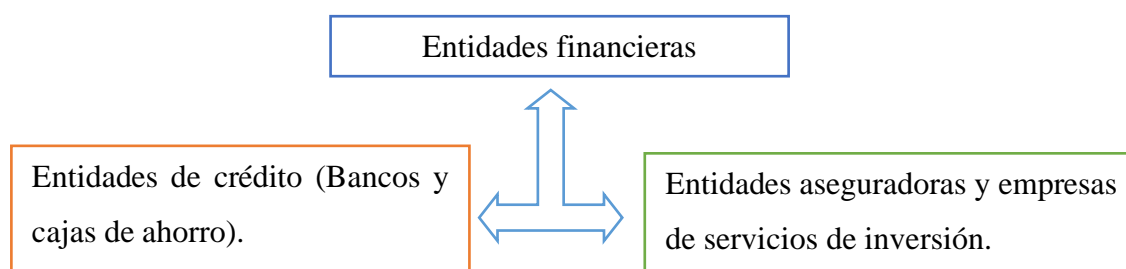 Entidades financieras
Entidades de crédito (Bancos y
cajas de ahorro).
Entidades aseguradoras y empresas
de servicios de inversión.